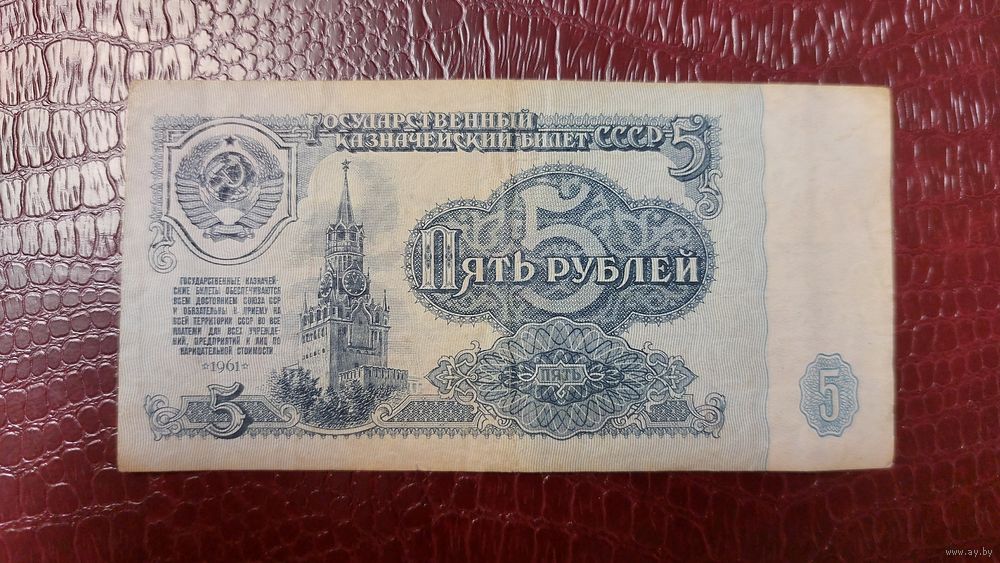 ГОСУДАРСТВЕННЫЙ
КАЗНАЧЕЙСКИЙ БИЛЕТ СССР
5
5
ПЯТЬ РУБЛЕЙ
ГОСУДАРСТВЕННЫЕ КАЗНАЧЕЙ-
СКИЕ БИЛЕТЫ ОБЕСПЕЧИВАЮТСЯ
ВСЕМ ДОСТОЯНИЕМ СОЮЗА ССР
И ОБЯЗАТЕЛЬНЫ К ПРИЕМУ НА
ВСЕЙ ТЕРРИТОРИИ СССР ВО ВСЕ
ПЛАТЕЖИ ДЛЯ ВСЕХ УЧРЕЖДЕ-
НИЙ, ПРЕДПРИЯТИЙ И ЛИЦ ПО
НАРИЦАТЕЛЬНОЙ СТОИМОСТИ
1961
ПЯТЬ
5
5
www.ay.by